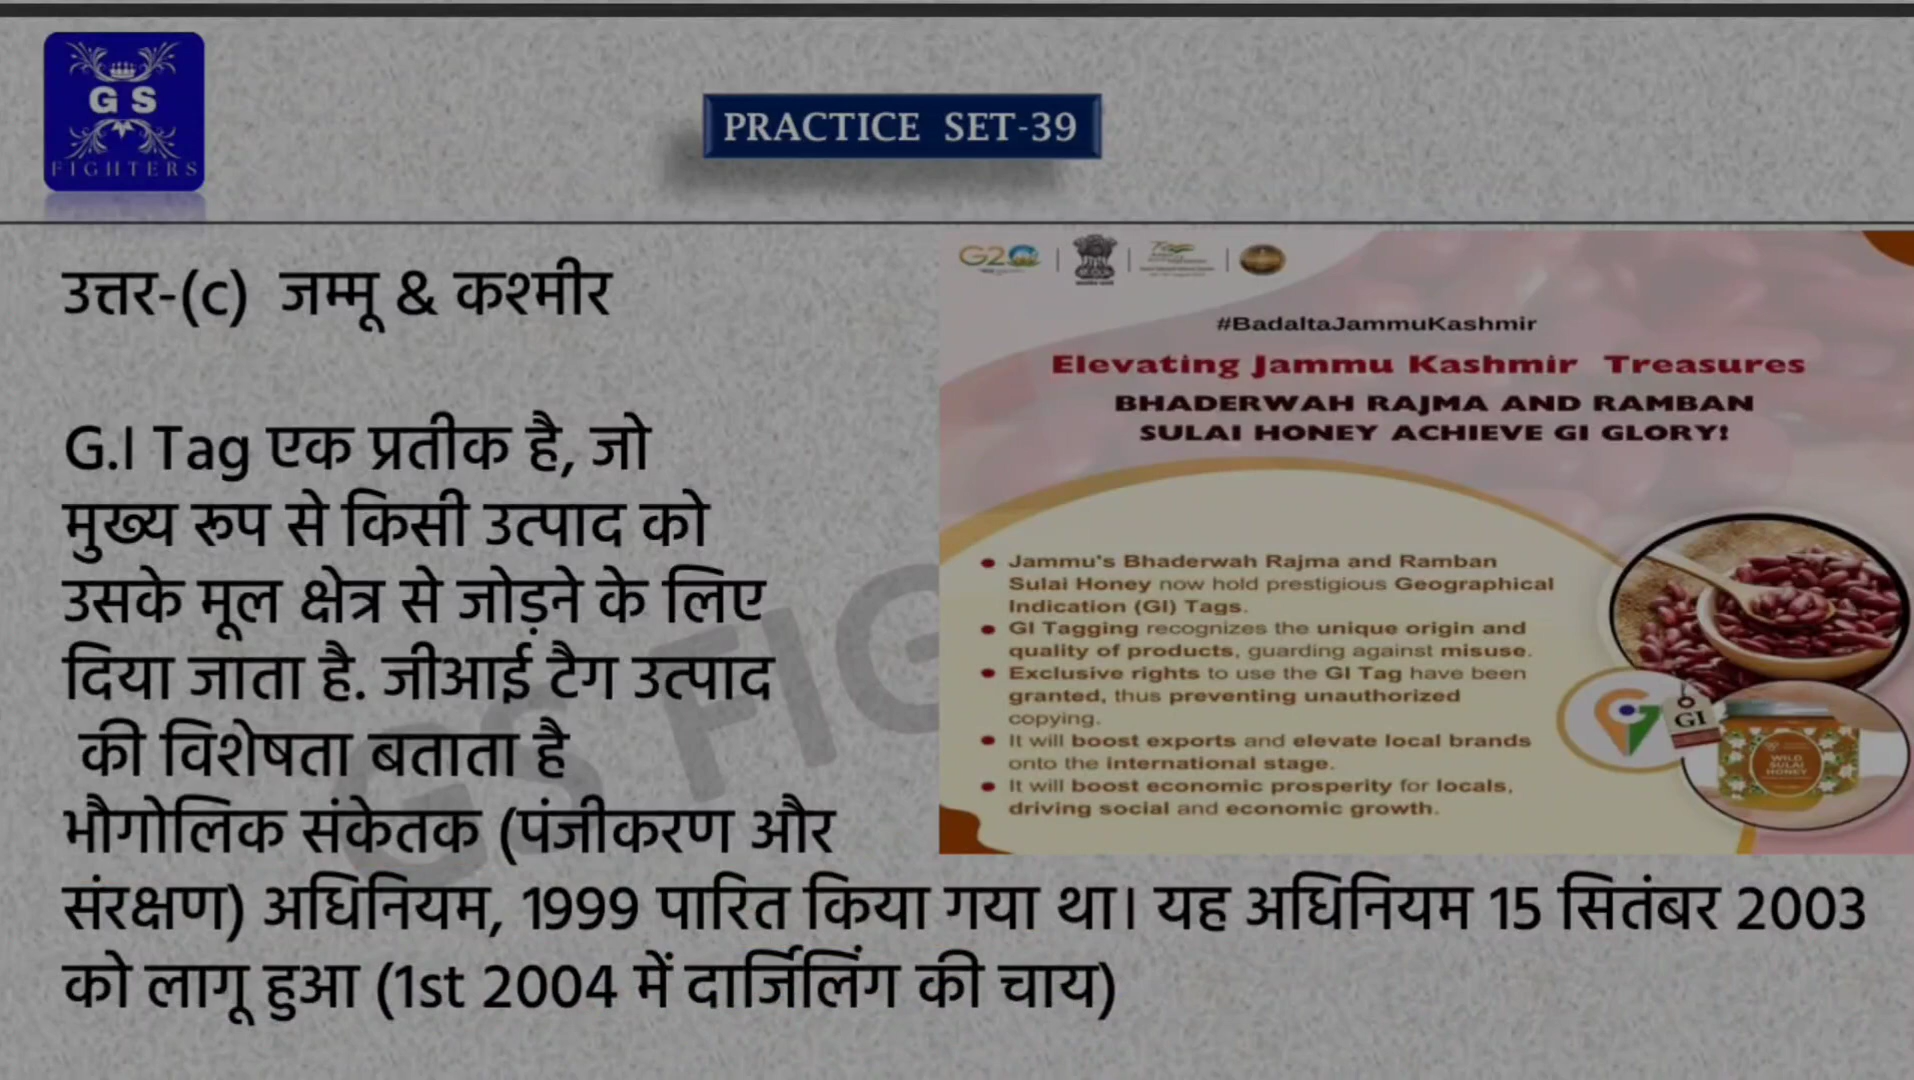 G S
FIGHTERS
PRACTICE SET-39
उत्तर-(c) जम्मू & कश्मीर
G.I Tag एक प्रतीक है, जो
मुख्य रूप से किसी उत्पाद को
उसके मूल क्षेत्र से जोड़ने के लिए
दिया जाता है. जीआई टैग उत्पाद
की विशेषता बताता है
भौगोलिक संकेतक (पंजीकरण और
संरक्षण) अधिनियम, 1999 पारित किया गया था। यह अधिनियम 15 सितंबर 2003
को लागू हुआ (1st 2004 में दार्जिलिंग की चाय)
GS FIG
G20
#BadaltaJammuKashmir
Elevating Jammu Kashmir Treasures
BHADERWAH RAJMA AND RAMBAN
SULAI HONEY ACHIEVE GI GLORY!
Jammu's Bhaderwah Rajma and Ramban
Sulai Honey now hold prestigious Geographical
Indication (GI) Tags.
GI Tagging recognizes the unique origin and
quality of products, guarding against misuse.
Exclusive rights to use the GI Tag have been
granted, thus preventing unauthorized
copying.
It will boost exports and elevate local brands
onto the international stage.
It will boost economic prosperity for locals,
driving social and economic growth.
GI
WILD
SULAI
HONEY